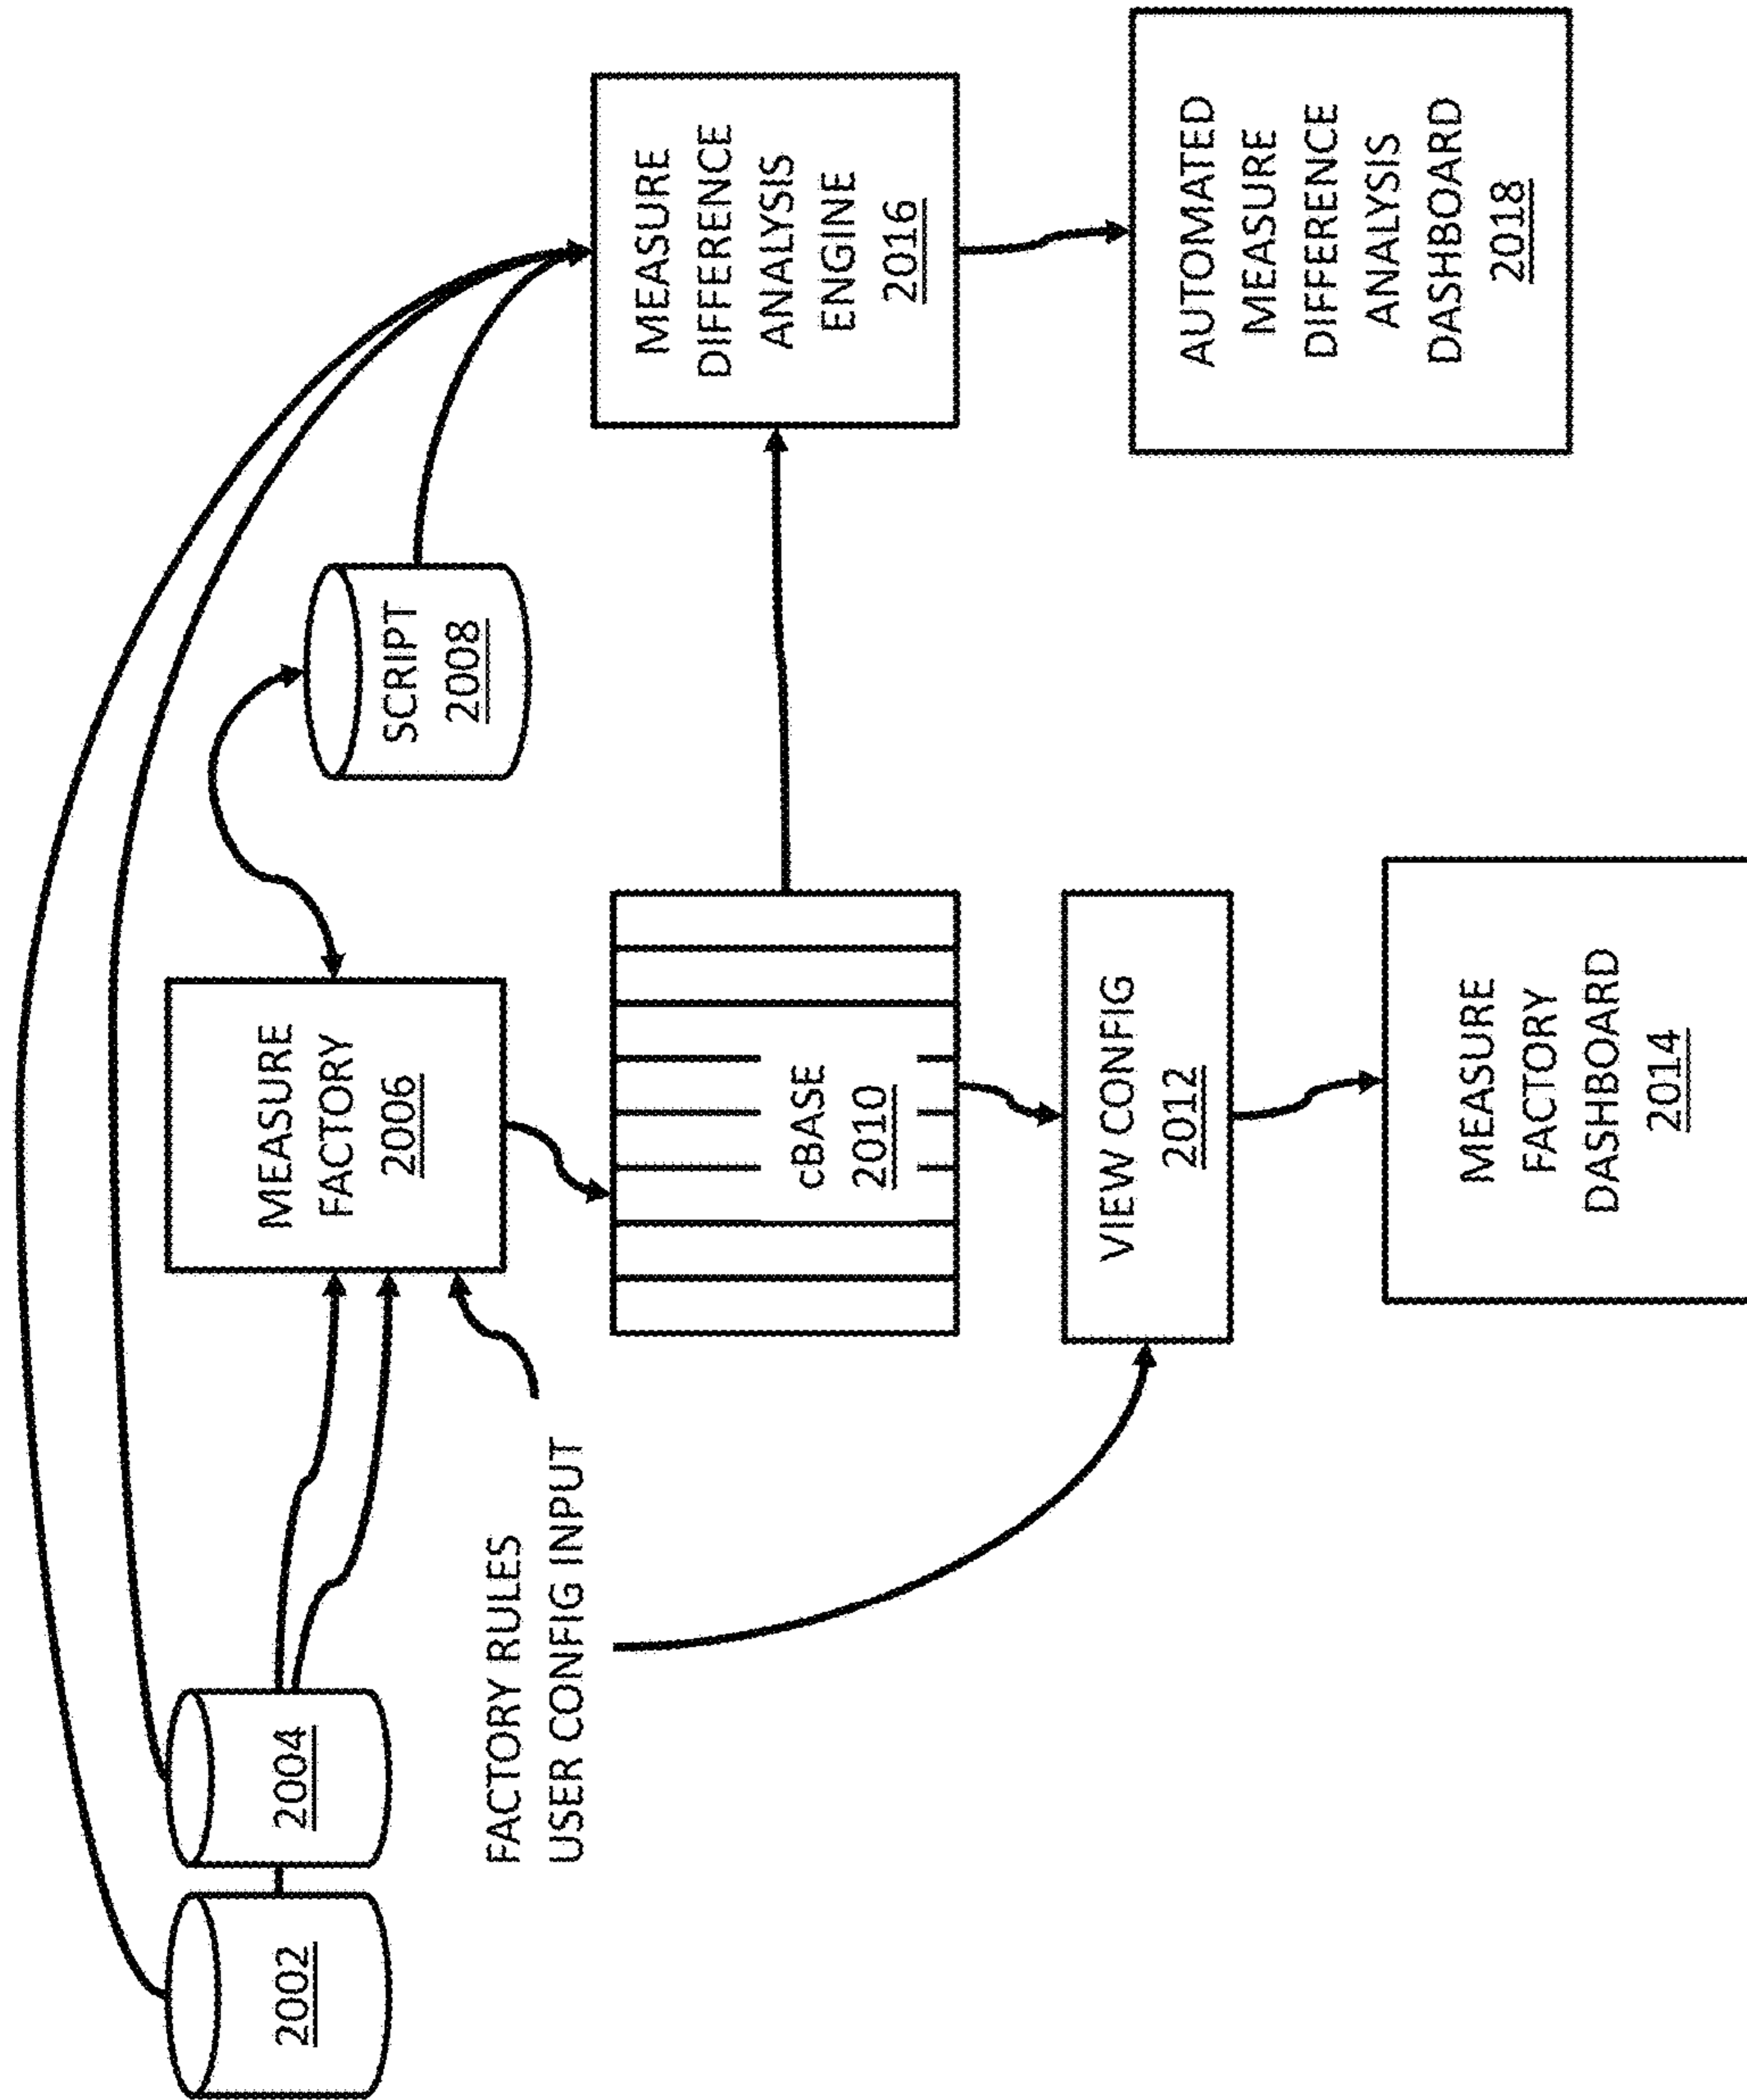 2002
2004
FACTORY RULES
USER CONFIG INPUT
MEASURE
FACTORY
2006
SCRIPT
2008
cBASE
2010
VIEW CONFIG
2012
MEASURE
FACTORY
DASHBOARD
2014
MEASURE
DIFFERENCE
ANALYSIS
ENGINE
2016
AUTOMATED
MEASURE
DIFFERENCE
ANALYSIS
DASHBOARD
2018